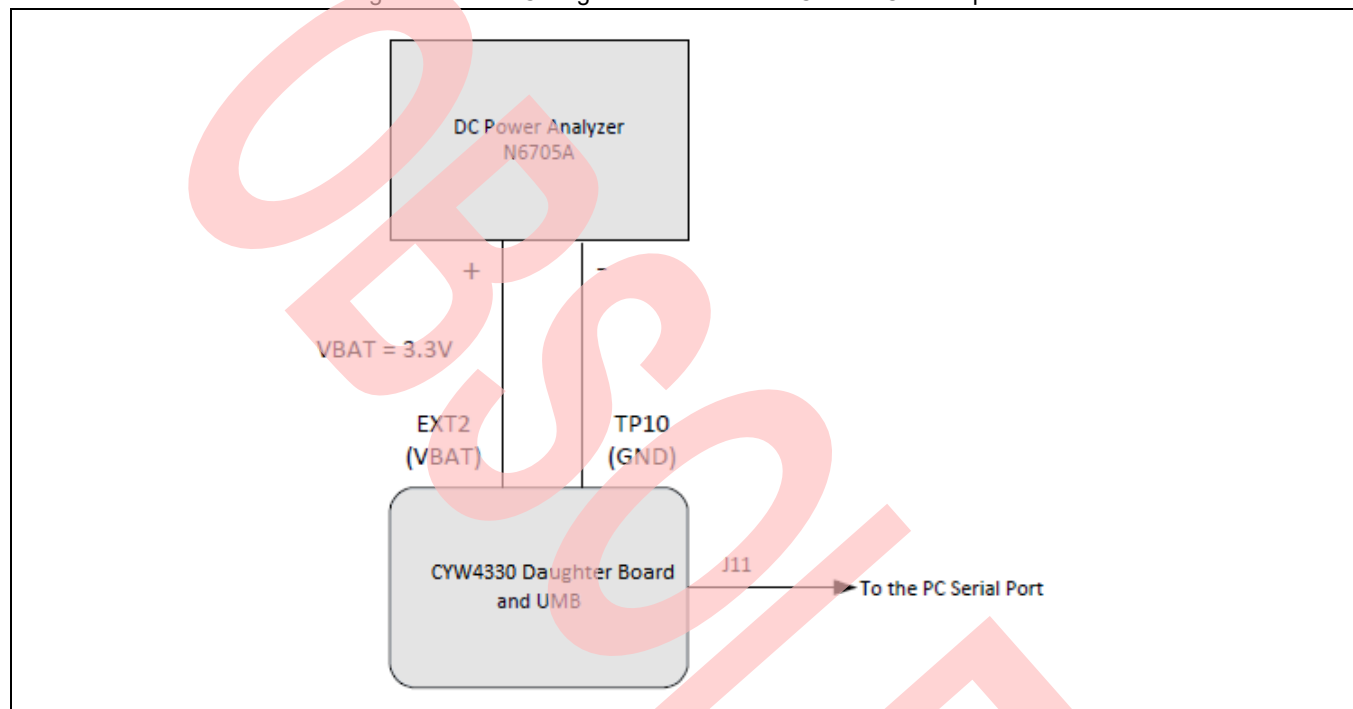 DC Power Analyzer
N6705A
+ -
VBAT = 3.3V
EXT2
(VBAT)
TP10
(GND)
CYW4330 Daughter Board
and UMB
J11
To the PC Serial Port